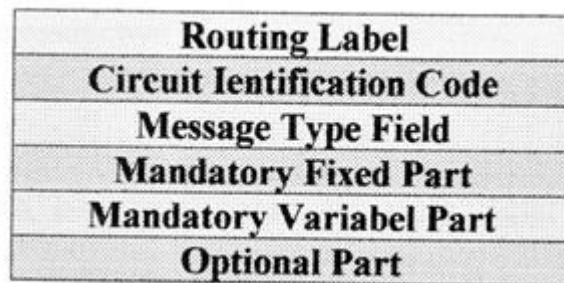 Routing Label
Circuit Ientification Code
Message Type Field
Mandatory Fixed Part
Mandatory Variabel Part
Optional Part